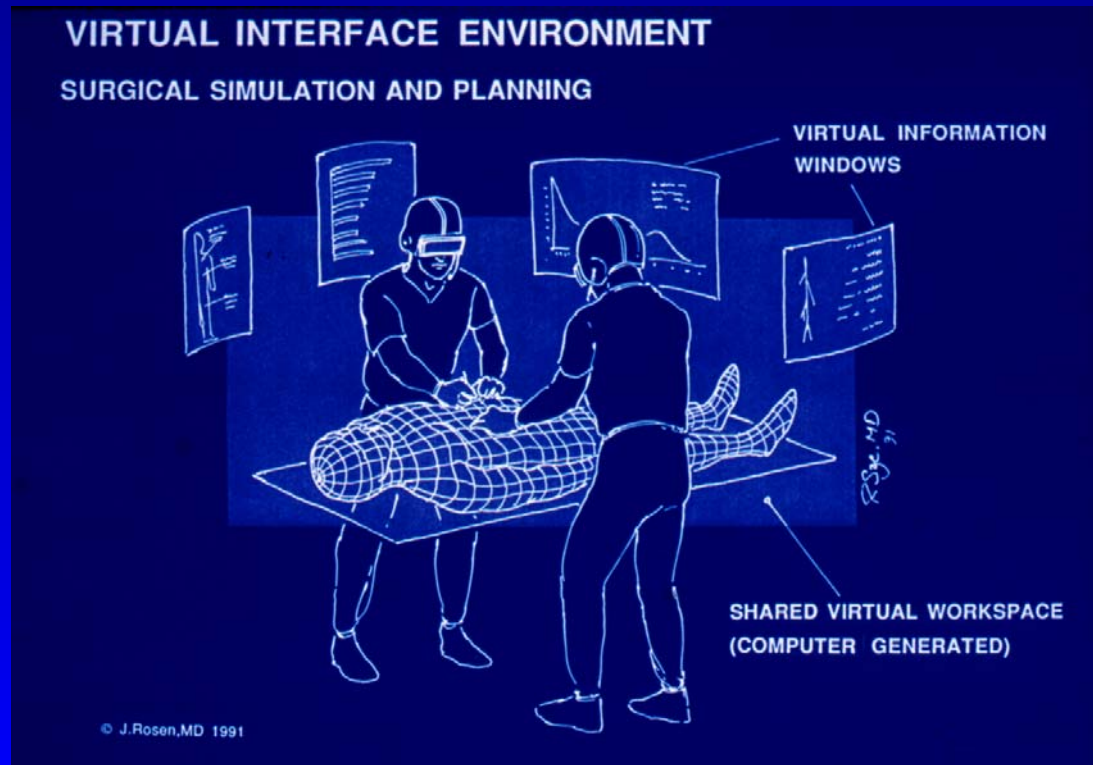 VIRTUAL INTERFACE ENVIRONMENT
SURGICAL SIMULATION AND PLANNING
VIRTUAL INFORMATION
WINDOWS
SHARED VIRTUAL WORKSPACE
(COMPUTER GENERATED)
© J.Rosen,MD 1991